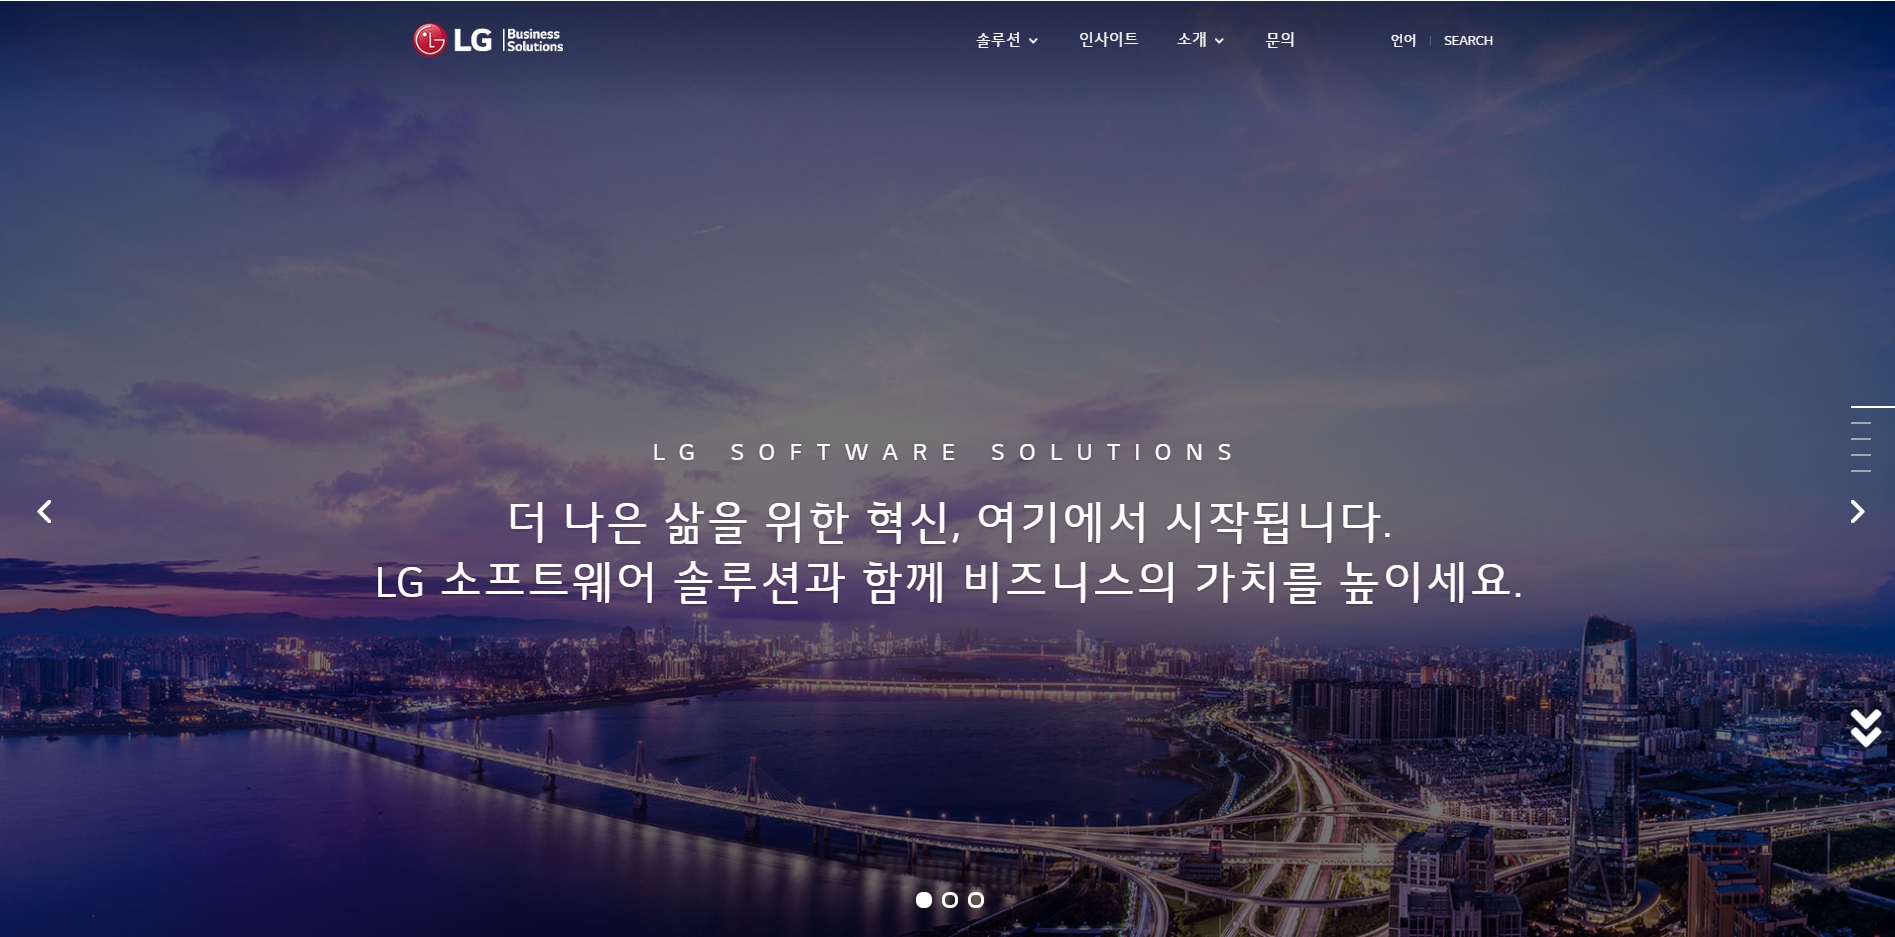 LG Business Solutions
솔루션 인사이트 소개 문의 언어 SEARCH
LG SOFTWARE SOLUTIONS
더 나은 삶을 위한 혁신, 여기에서 시작됩니다.
LG 소프트웨어 솔루션과 함께 비즈니스의 가치를 높이세요.